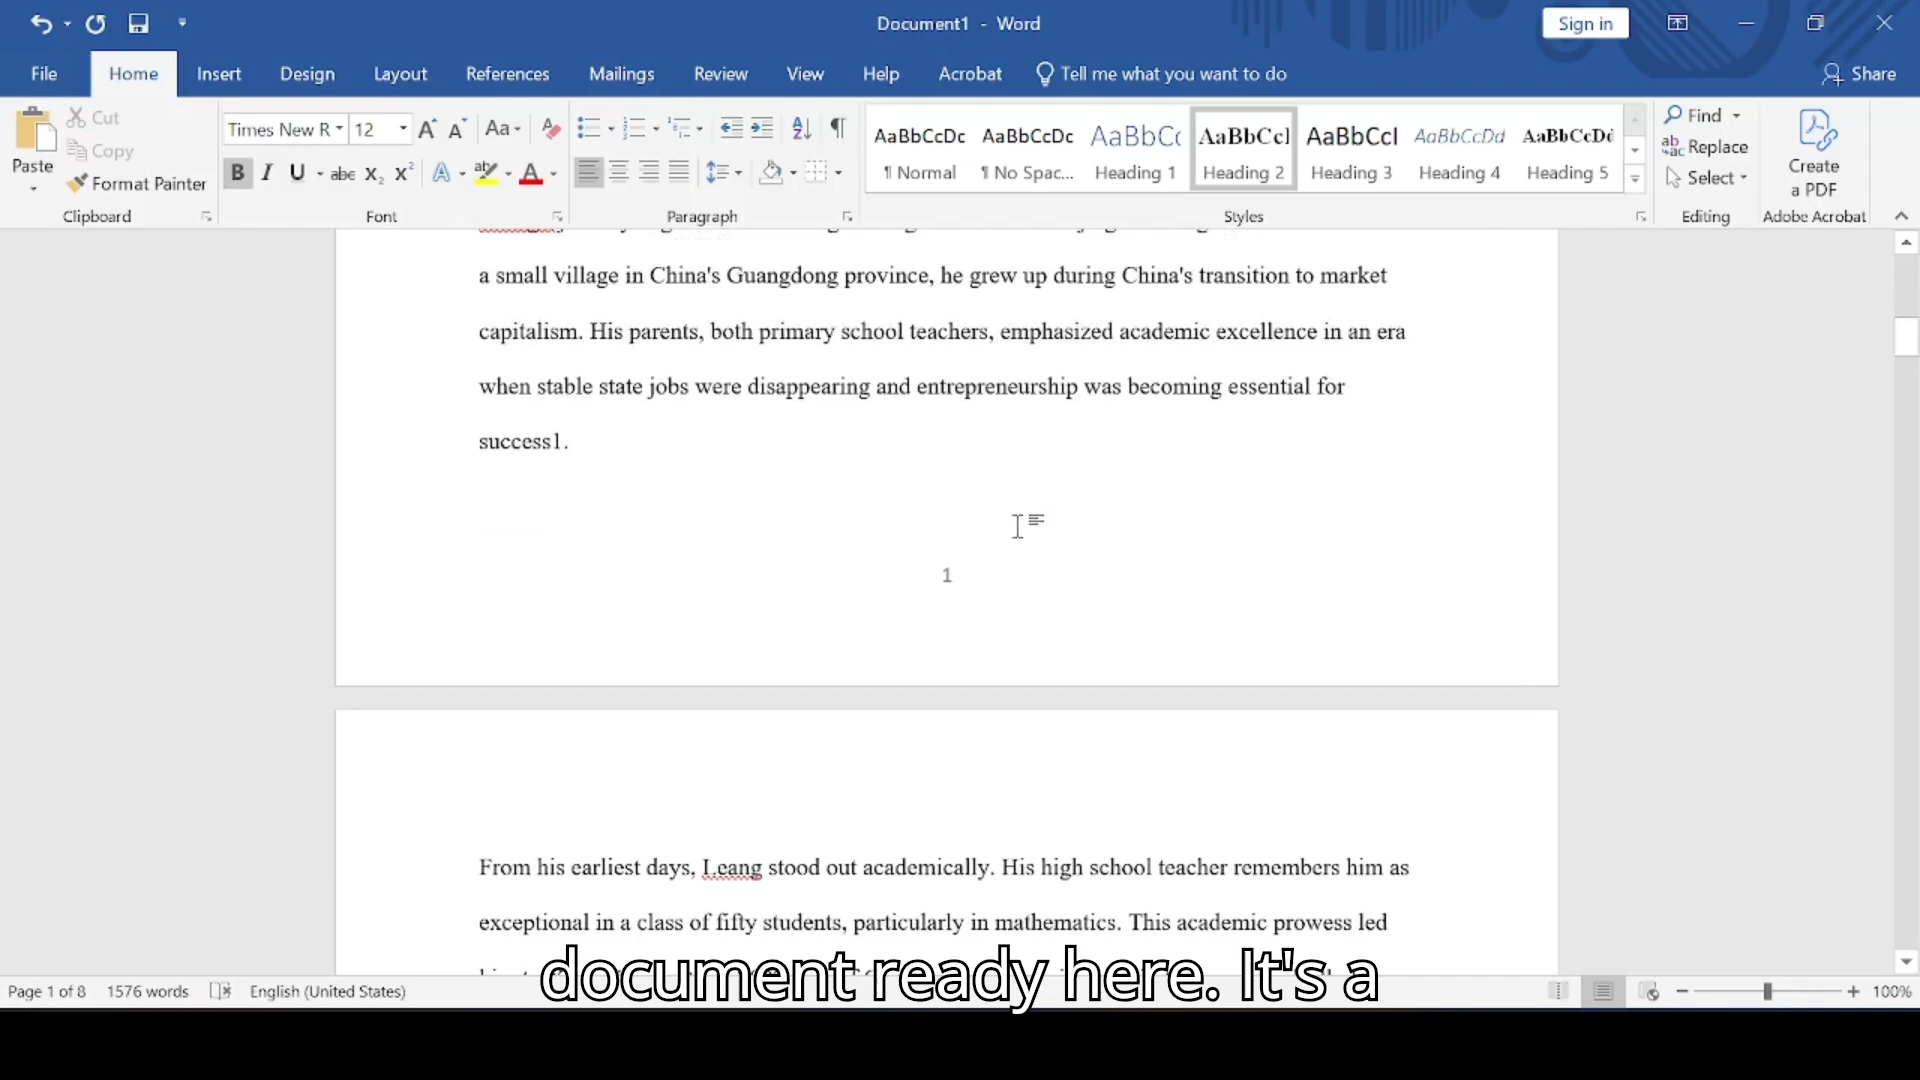 Document1 - Word
Sign in
File Home Insert Design Layout References Mailings Review View Help Acrobat Tell me what you want to do Share
Paste
Cut
Copy
Format Painter
Clipboard
Times New R 12
Font
Paragraph
AaBbCcDc AaBbCcDc AaBbC( AaBbCcl AaBbCcl AaBbCcDd AaBbCcDd
¶ Normal ¶ No Spac... Heading 1 Heading 2 Heading 3 Heading 4 Heading 5
Styles
Find
Replace
Select
Editing
Create
a PDF
Adobe Acrobat
a small village in China's Guangdong province, he grew up during China's transition to market
capitalism. His parents, both primary school teachers, emphasized academic excellence in an era
when stable state jobs were disappearing and entrepreneurship was becoming essential for
success1.
1
From his earliest days, Leang stood out academically. His high school teacher remembers him as
exceptional in a class of fifty students, particularly in mathematics. This academic prowess led
document ready here. It's a
Page 1 of 8 1576 words English (United States) 100%